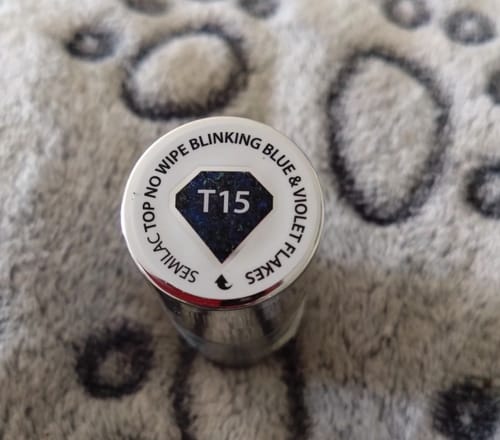 SEMILAC TOP NO WIPE BLINKING BLUE & VIOLET FLAKES
T15